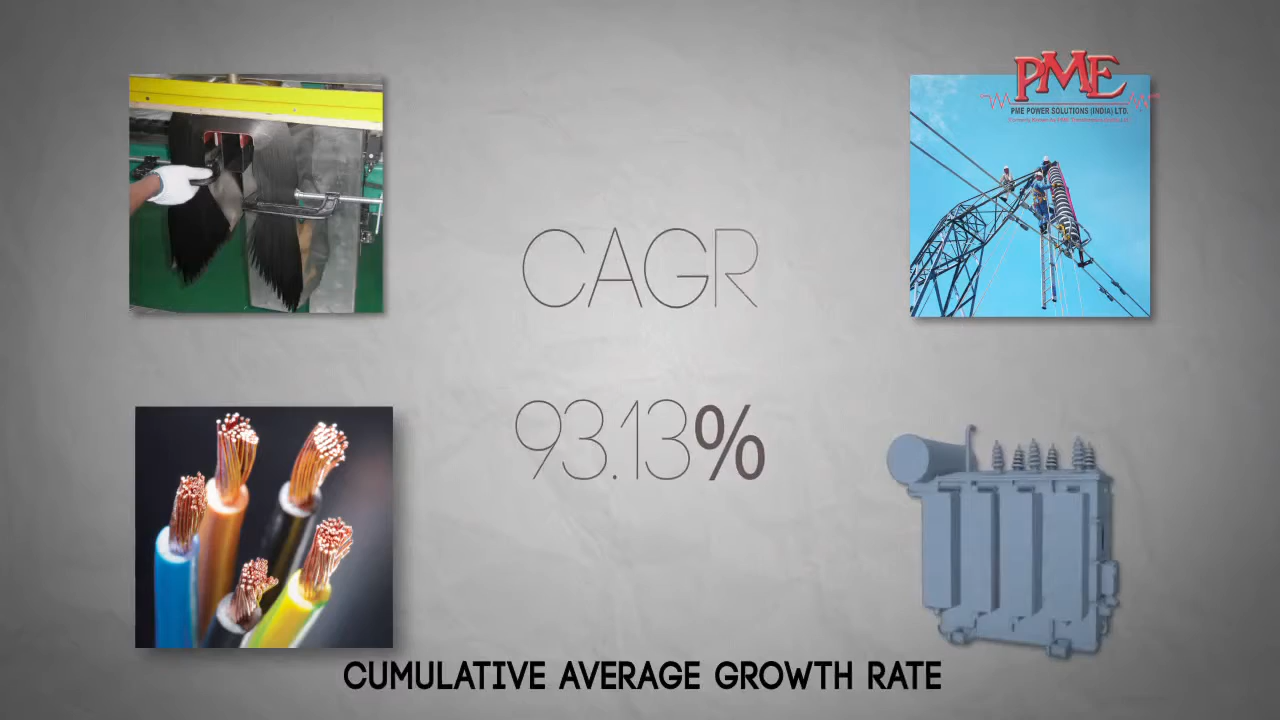 PME
PME POWER SOLUTIONS (INDIA) LTD.
CAGR
93.13%
CUMULATIVE AVERAGE GROWTH RATE